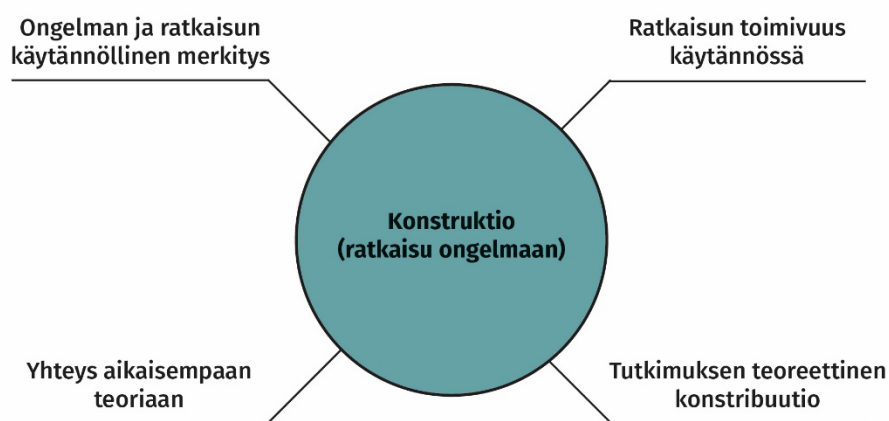 Ongelman ja ratkaisun
käytännöllinen merkitys
Ratkaisun toimivuus
käytännössä
Konstruktio
(ratkaisu ongelmaan)
Yhteys aikaisempaan
teoriaan
Tutkimuksen teoreettinen
konstribuutio